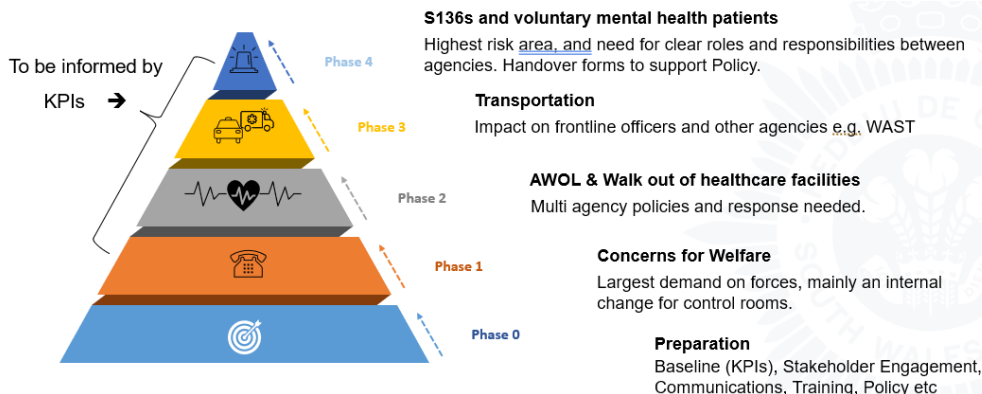 S136s and voluntary mental health patients
Highest risk area, and need for clear roles and responsibilities between
agencies. Handover forms to support Policy.
To be informed by
KPIs ➔
Phase 4
Transportation
Impact on frontline officers and other agencies e.g. WAST
Phase 3
AWOL & Walk out of healthcare facilities
Multi agency policies and response needed.
Phase 2
Concerns for Welfare
Largest demand on forces, mainly an internal
change for control rooms.
Phase 1
Preparation
Baseline (KPIs), Stakeholder Engagement,
Communications, Training, Policy etc
Phase 0
SOUTH WALES